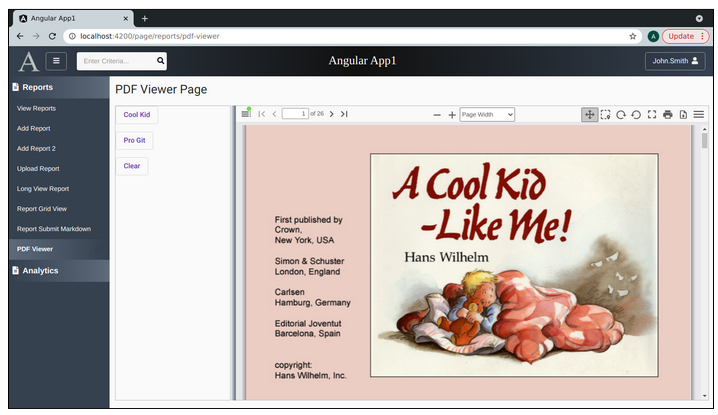 Angular App1
localhost:4200/page/reports/pdf-viewer
A
Update
A
Enter Criteria...
Angular App1
John.Smith
Reports
View Reports
Add Report
Add Report 2
Upload Report
Long View Report
Report Grid View
Report Submit Markdown
PDF Viewer
Analytics
PDF Viewer Page
Cool Kid
Pro Git
Clear
1 of 26
Page Width
A Cool Kid
-Like Me!
Hans Wilhelm
First published by
Crown,
New York, USA
Simon & Schuster
London, England
Carlsen
Hamburg, Germany
Editorial Joventut
Barcelona, Spain
copyright:
Hans Wilhelm, Inc.